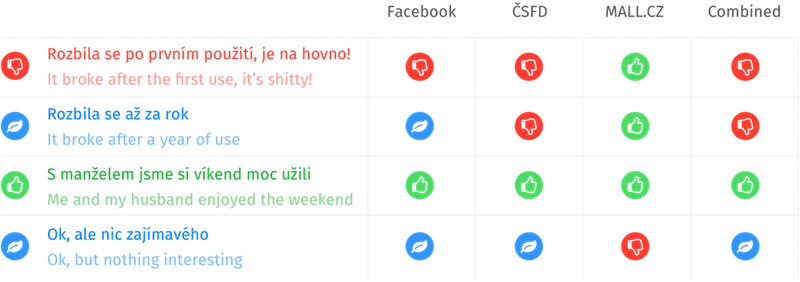 Facebook ČSFD MALL.CZ Combined
Rozbila se po prvním použití, je na hovno!
It broke after the first use, it's shitty!
Rozbila se až za rok
It broke after a year of use
S manželem jsme si víkend moc užili
Me and my husband enjoyed the weekend
Ok, ale nic zajímavého
Ok, but nothing interesting